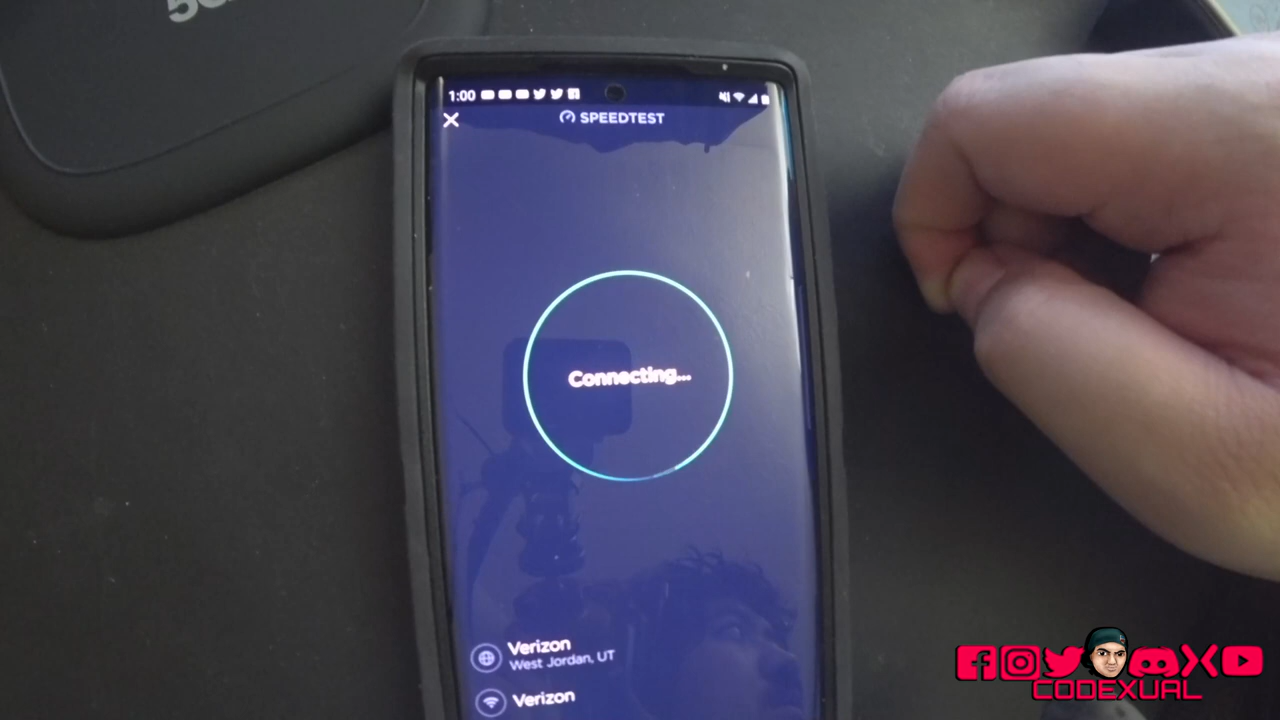 1:00
SPEEDTEST
Connecting...
Verizon
West Jordan, UT
Verizon
CODEXUAL